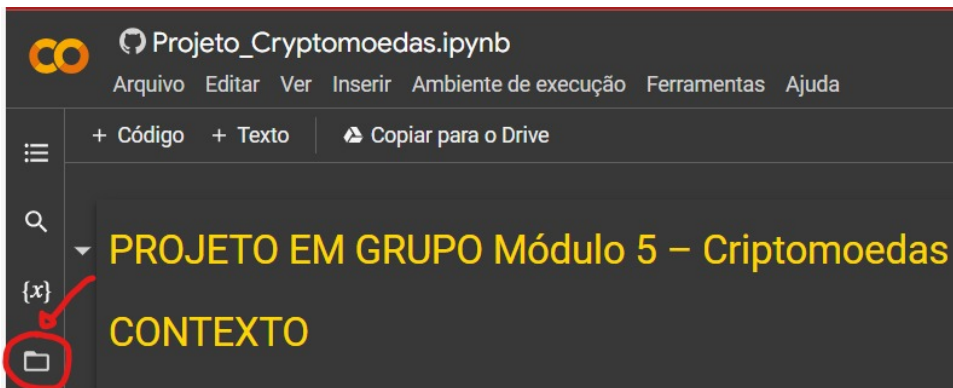 Projeto_Cryptomoedas.ipynb
Arquivo Editar Ver Inserir Ambiente de execução Ferramentas Ajuda
+ Código + Texto Copiar para o Drive
PROJETO EM GRUPO Módulo 5 – Criptomoedas
{x}
CONTEXTO